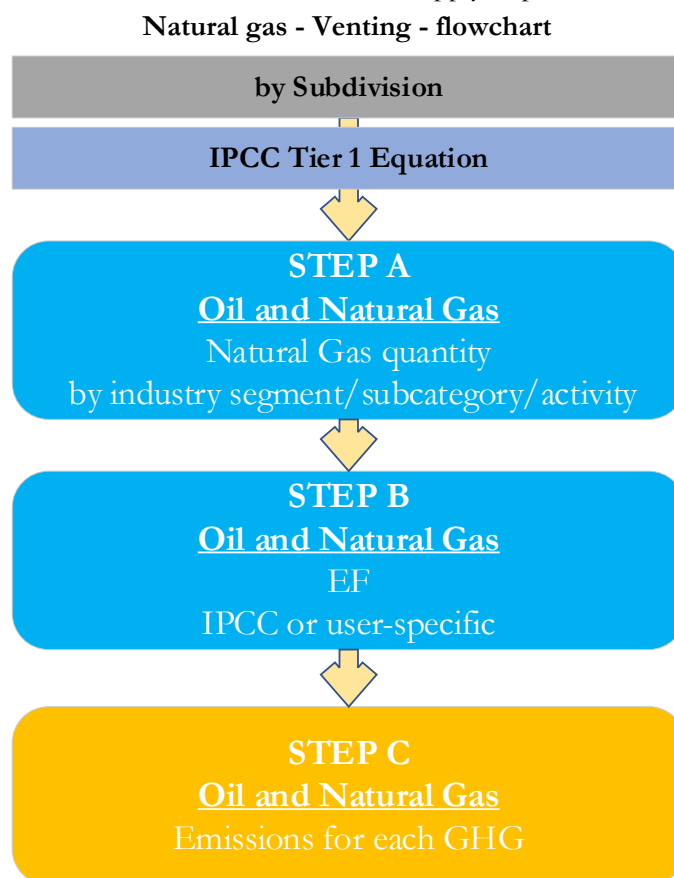 Natural gas - Venting - flowchart
by Subdivision
IPCC Tier 1 Equation
STEP A
Oil and Natural Gas
Natural Gas quantity
by industry segment/subcategory/activity
STEP B
Oil and Natural Gas
EF
IPCC or user-specific
STEP C
Oil and Natural Gas
Emissions for each GHG